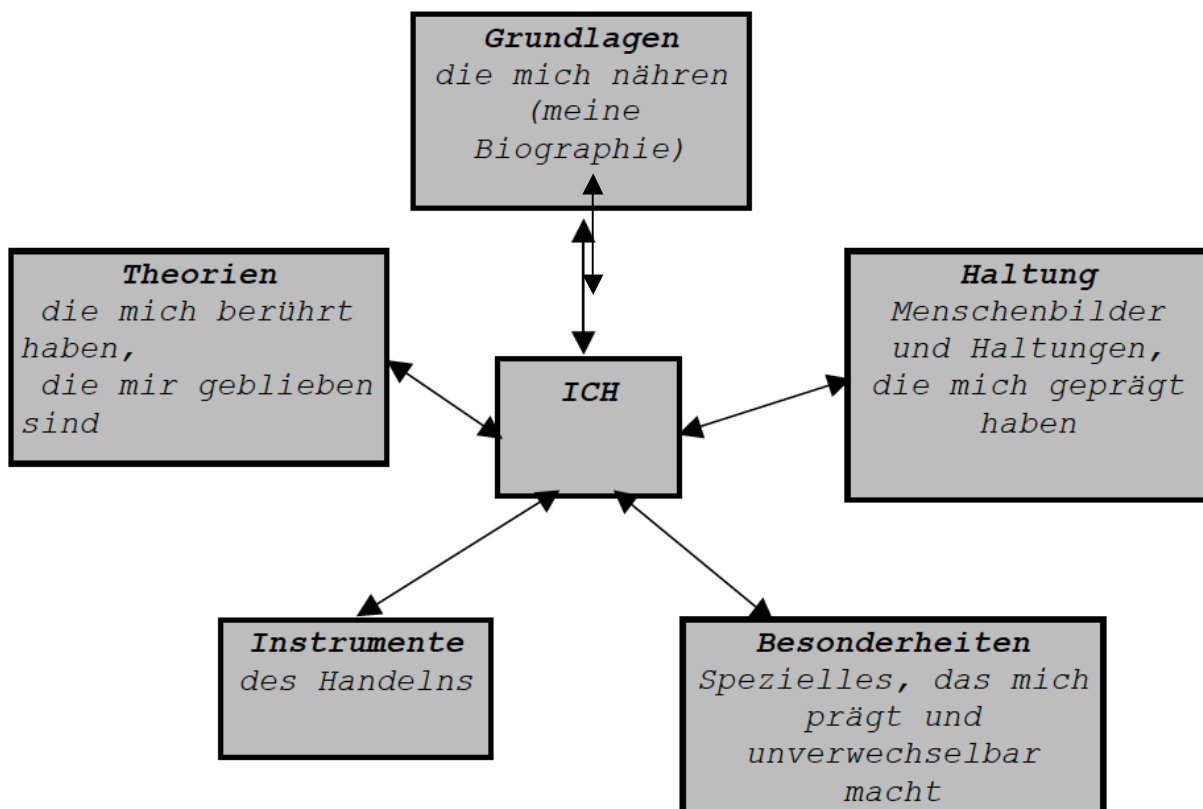 Grundlagen
die mich nähren
(meine
Biographie)
Theorien
die mich berührt
haben,
die mir geblieben
sind
Haltung
Menschenbilder
und Haltungen,
die mich geprägt
haben
ICH
Instrumente
des Handelns
Besonderheiten
Spezielles, das mich
prägt und
unverwechselbar
macht